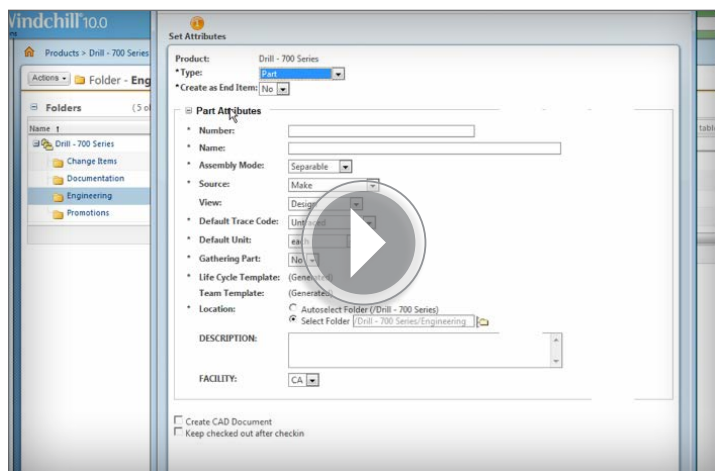 Windchill 10.0
Set Attributes
Products > Drill - 700 Series
Actions
Folder - Eng
Folders
Name
Drill - 700 Series
Change Items
Documentation
Engineering
Promotions
Product: Drill - 700 Series
*Type: Part
*Create as End Item: No
Part Attributes
* Number:
* Name:
* Assembly Mode: Separable
* Source: Make
View: Design
* Default Trace Code: Untraced
* Default Unit: each
* Gathering Part: No
* Life Cycle Template: (Generated)
Team Template: (Generated)
* Location: Autoselect Folder (/Drill - 700 Series)
Select Folder /Drill - 700 Series/Engineering
DESCRIPTION:
FACILITY: CA
Create CAD Document
Keep checked out after checkin